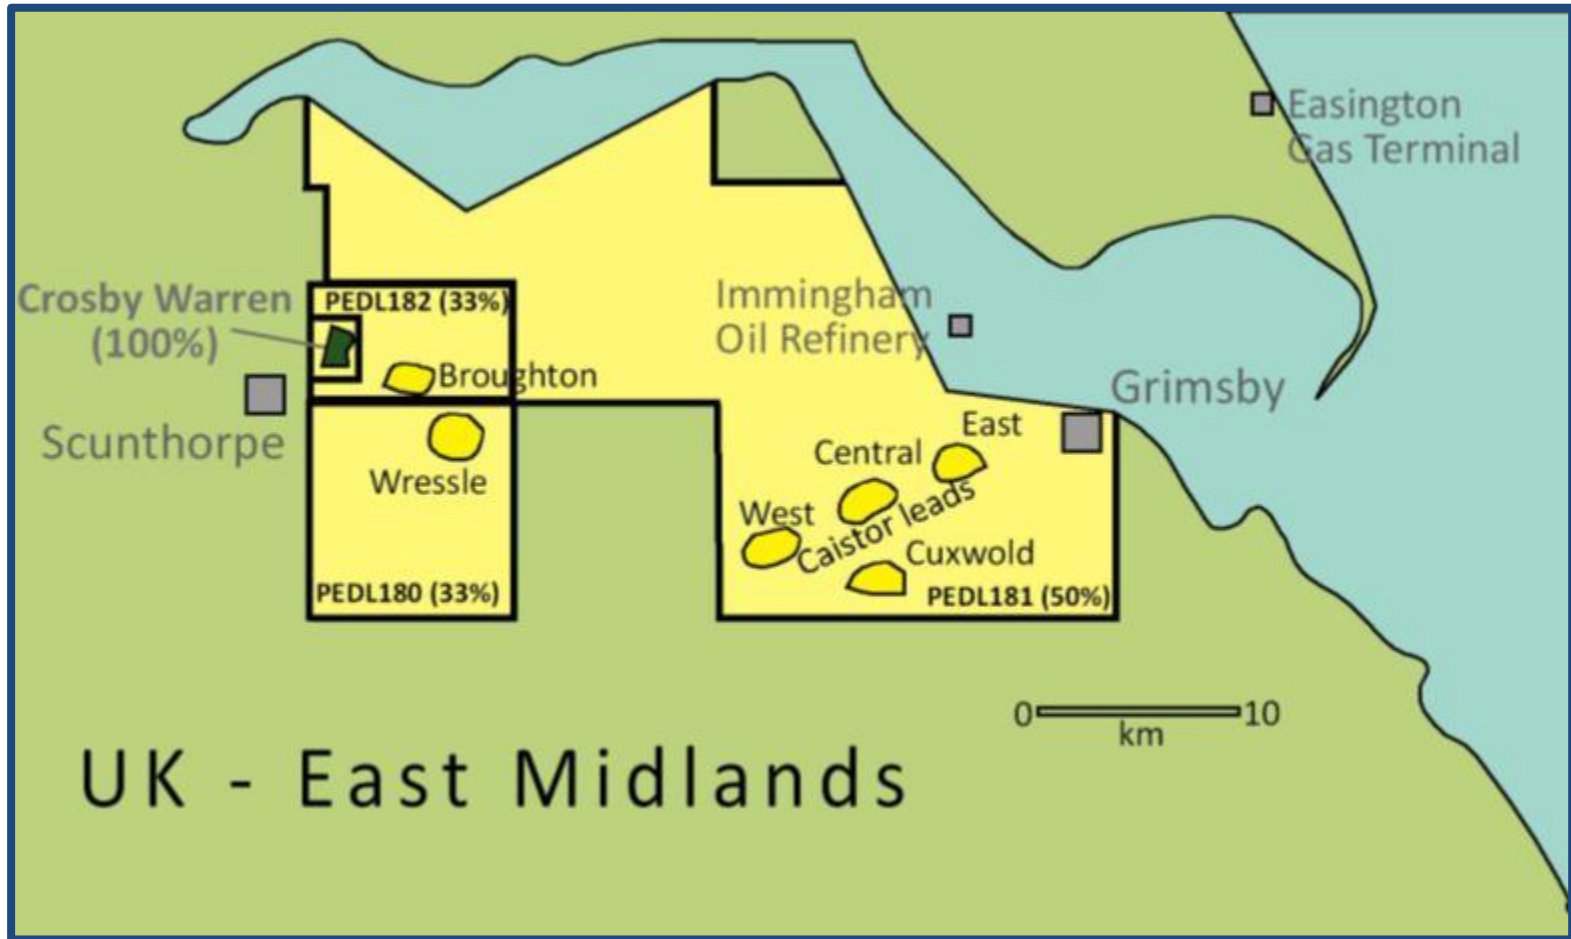 Easington
Gas Terminal
Crosby Warren
(100%)
PEDL182 (33%)
Immingham
Oil Refinery
Broughton
Grimsby
Scunthorpe
Wressle
East
Central
West
Caistor leads
Cuxwold
PEDL180 (33%)
PEDL181 (50%)
0 10
km
UK - East Midlands